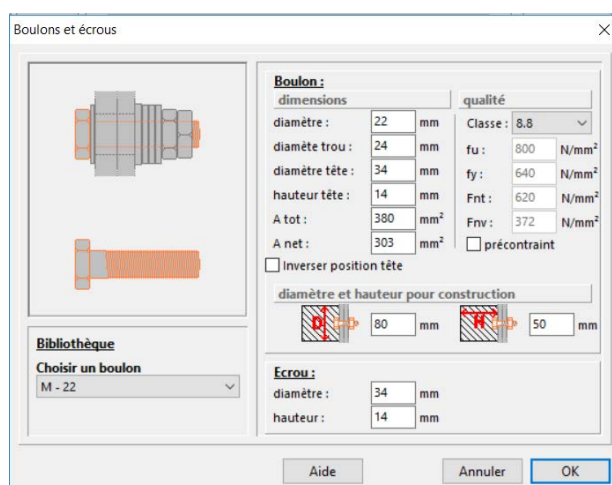 Boulons et écrous
Boulon :
dimensions
qualité
diamètre : 22 mm
Classe : 8.8
diamète trou : 24 mm
fu : 800 N/mm²
diamètre tête : 34 mm
fy : 640 N/mm²
hauteur tête : 14 mm
Fnt : 620 N/mm²
A tot : 380 mm²
Fnv : 372 N/mm²
A net : 303 mm²
précontraint
Inverser position tête
diamètre et hauteur pour construction
D 80 mm
H 50 mm
Bibliothèque
Choisir un boulon
M - 22
Ecrou :
diamètre : 34 mm
hauteur : 14 mm
Aide
Annuler
OK